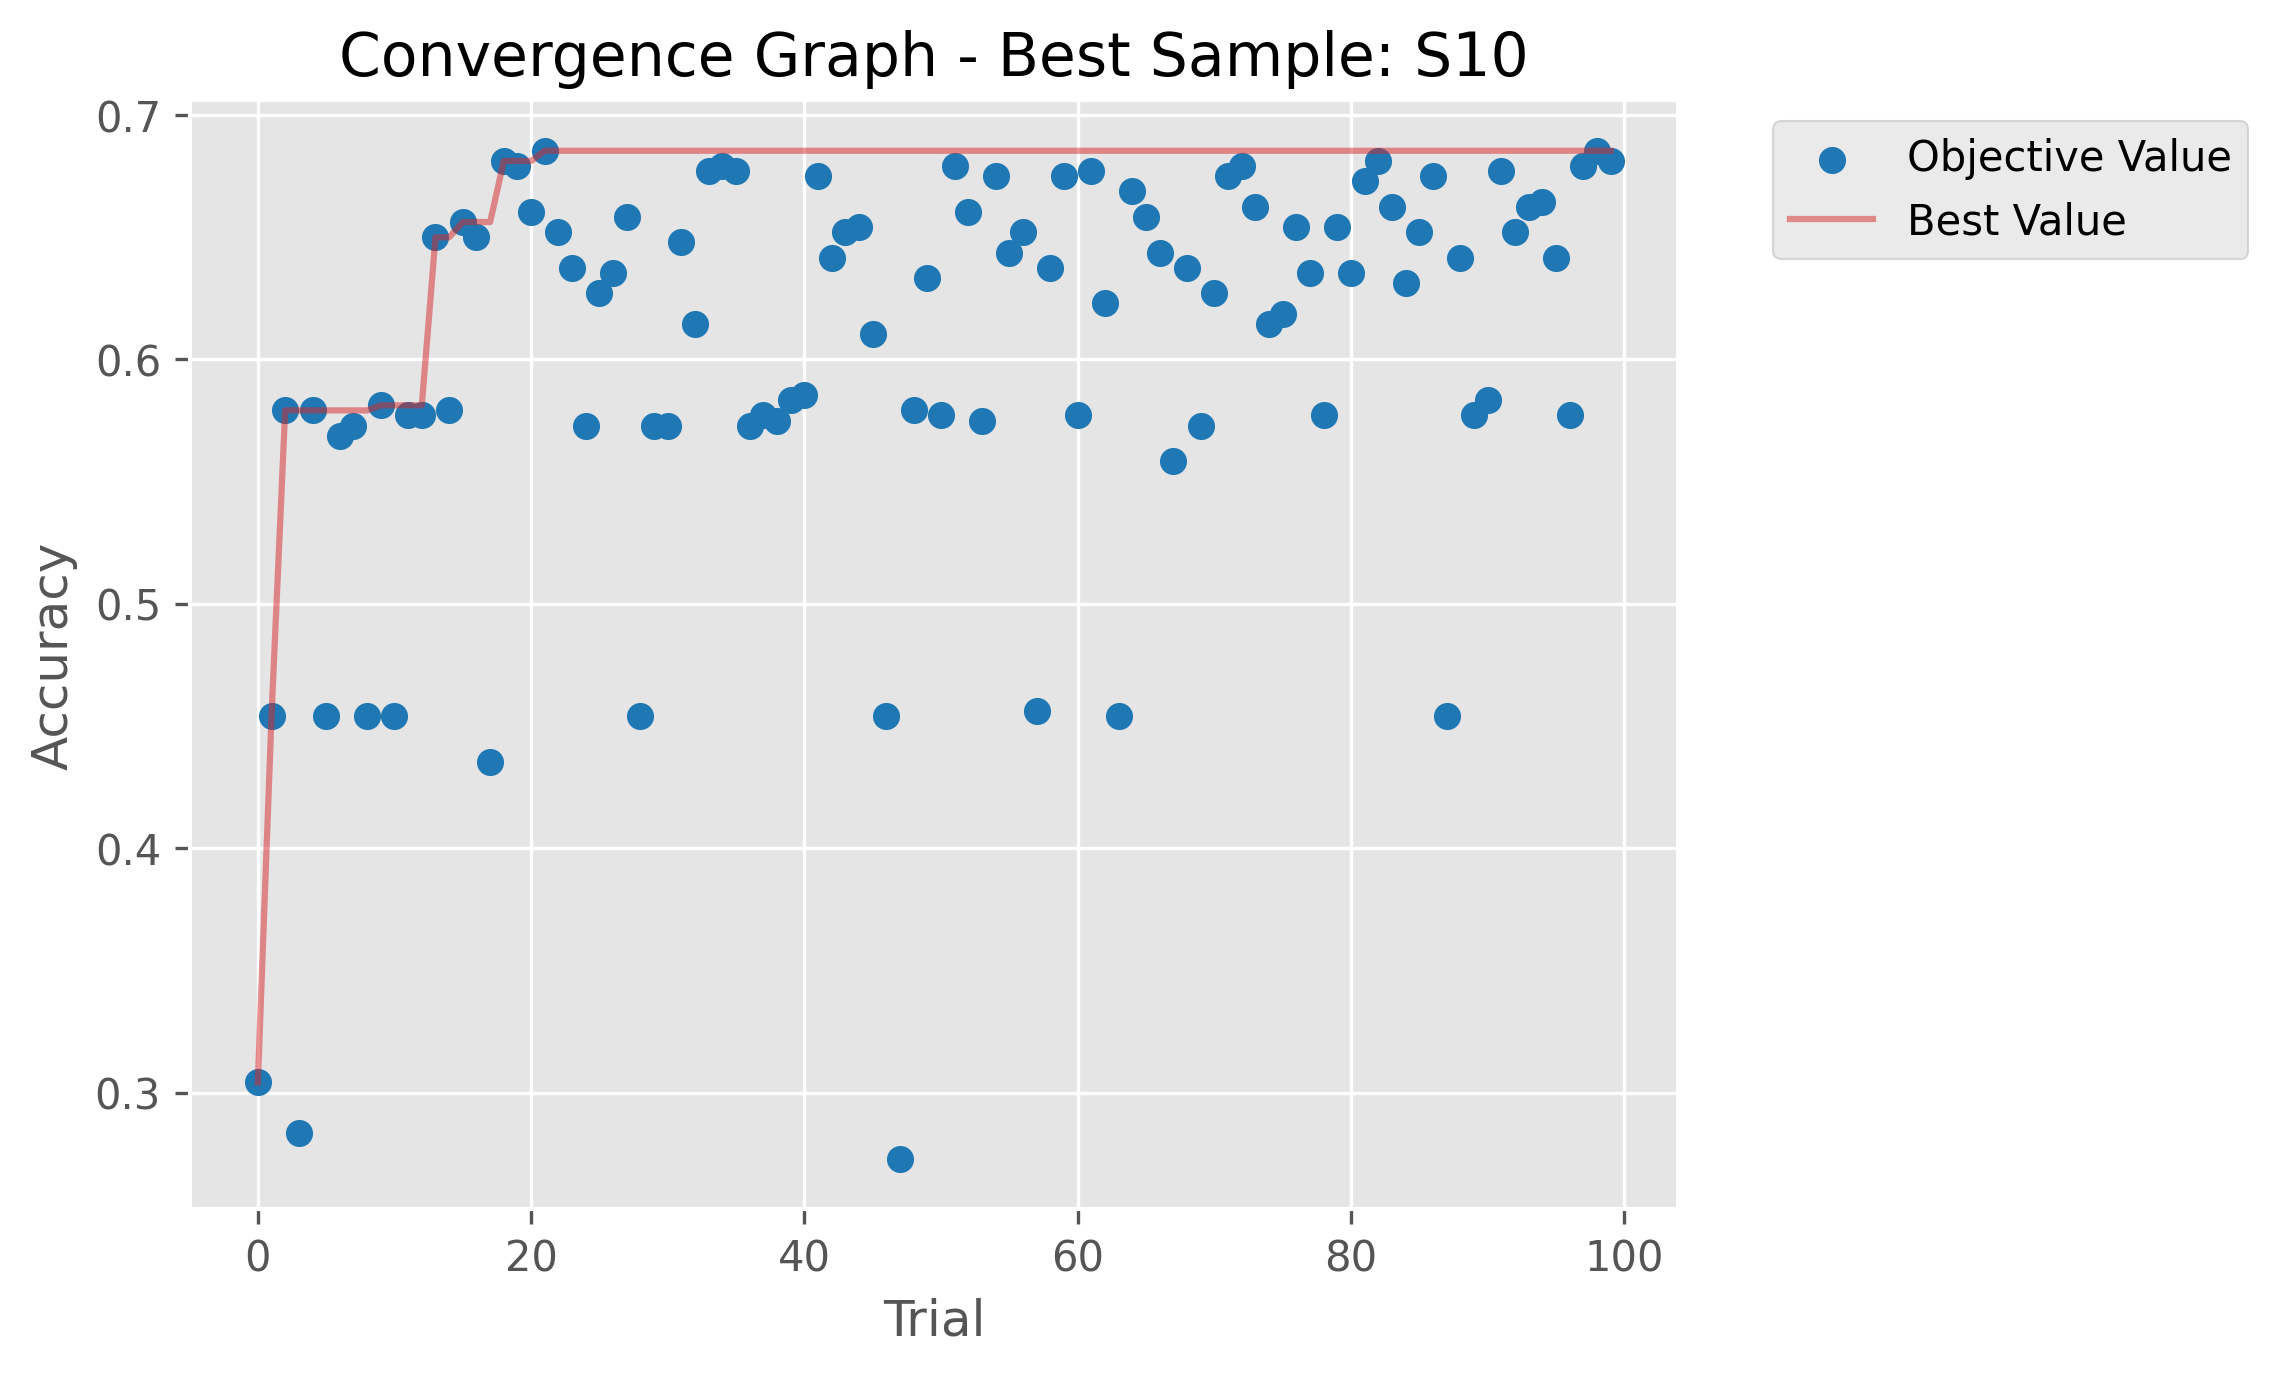 Convergence Graph - Best Sample: S10
0.7
0.6
0.5
0.4
0.3
Accuracy
0 20 40 60 80 100
Trial
Objective Value
Best Value